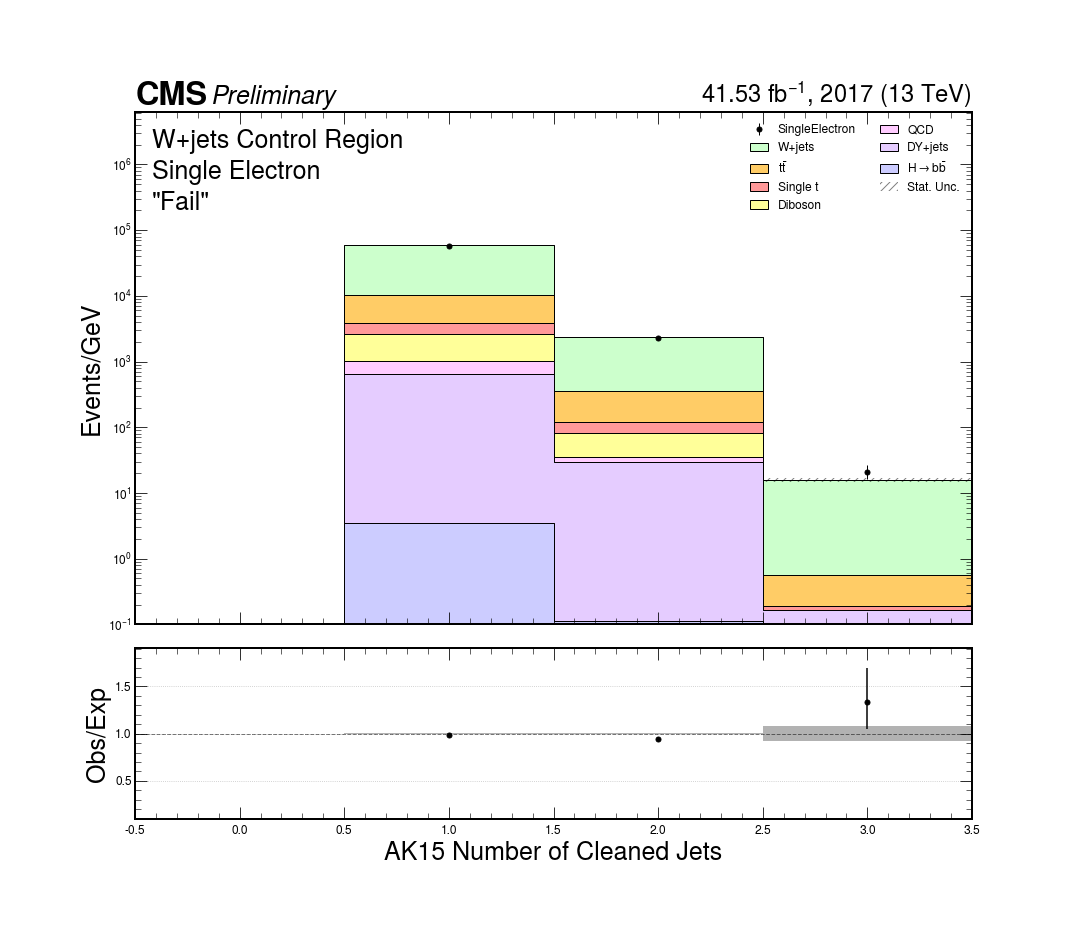 CMS Preliminary
41.53 fb⁻¹, 2017 (13 TeV)
W+jets Control Region
Single Electron
"Fail"
SingleElectron
W+jets
tt̄
Single t
Diboson
QCD
DY+jets
H→bb̄
Stat. Unc.
Events/GeV
10⁶
10⁵
10⁴
10³
10²
10¹
10⁰
10⁻¹
Obs/Exp
1.5
1.0
0.5
-0.5 0.0 0.5 1.0 1.5 2.0 2.5 3.0 3.5
AK15 Number of Cleaned Jets